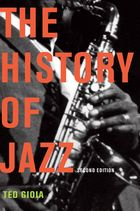 THE
HISTORY
OF
JAZZ
SECOND EDITION
TED GIOIA